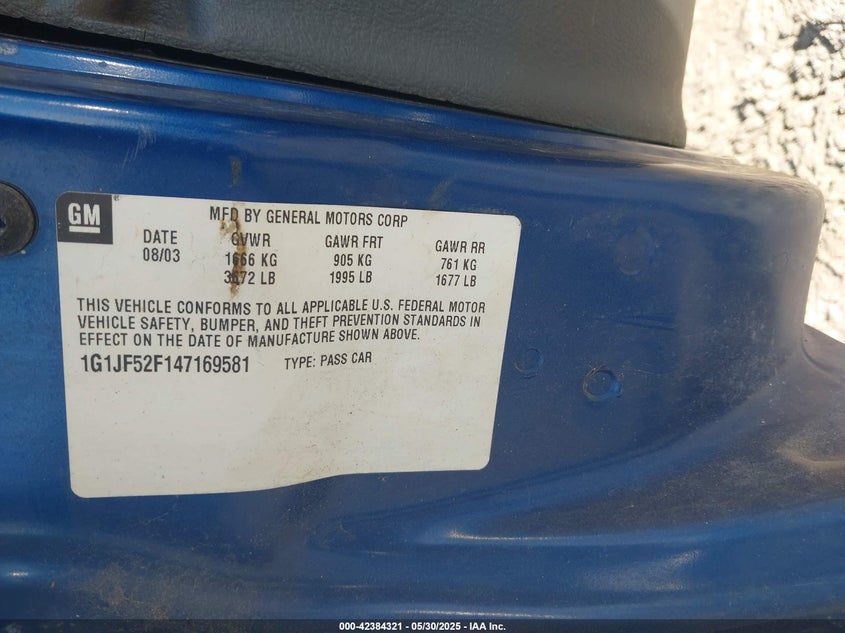 GM
MFD BY GENERAL MOTORS CORP
DATE GVWR GAWR FRT GAWR RR
08/03 1666 KG 905 KG 761 KG
3672 LB 1995 LB 1677 LB
THIS VEHICLE CONFORMS TO ALL APPLICABLE U.S. FEDERAL MOTOR
VEHICLE SAFETY, BUMPER, AND THEFT PREVENTION STANDARDS IN
EFFECT ON THE DATE OF MANUFACTURE SHOWN ABOVE.
1G1JF52F147169581 TYPE: PASS CAR
000-42384321 - 05/30/2025 - IAA Inc.